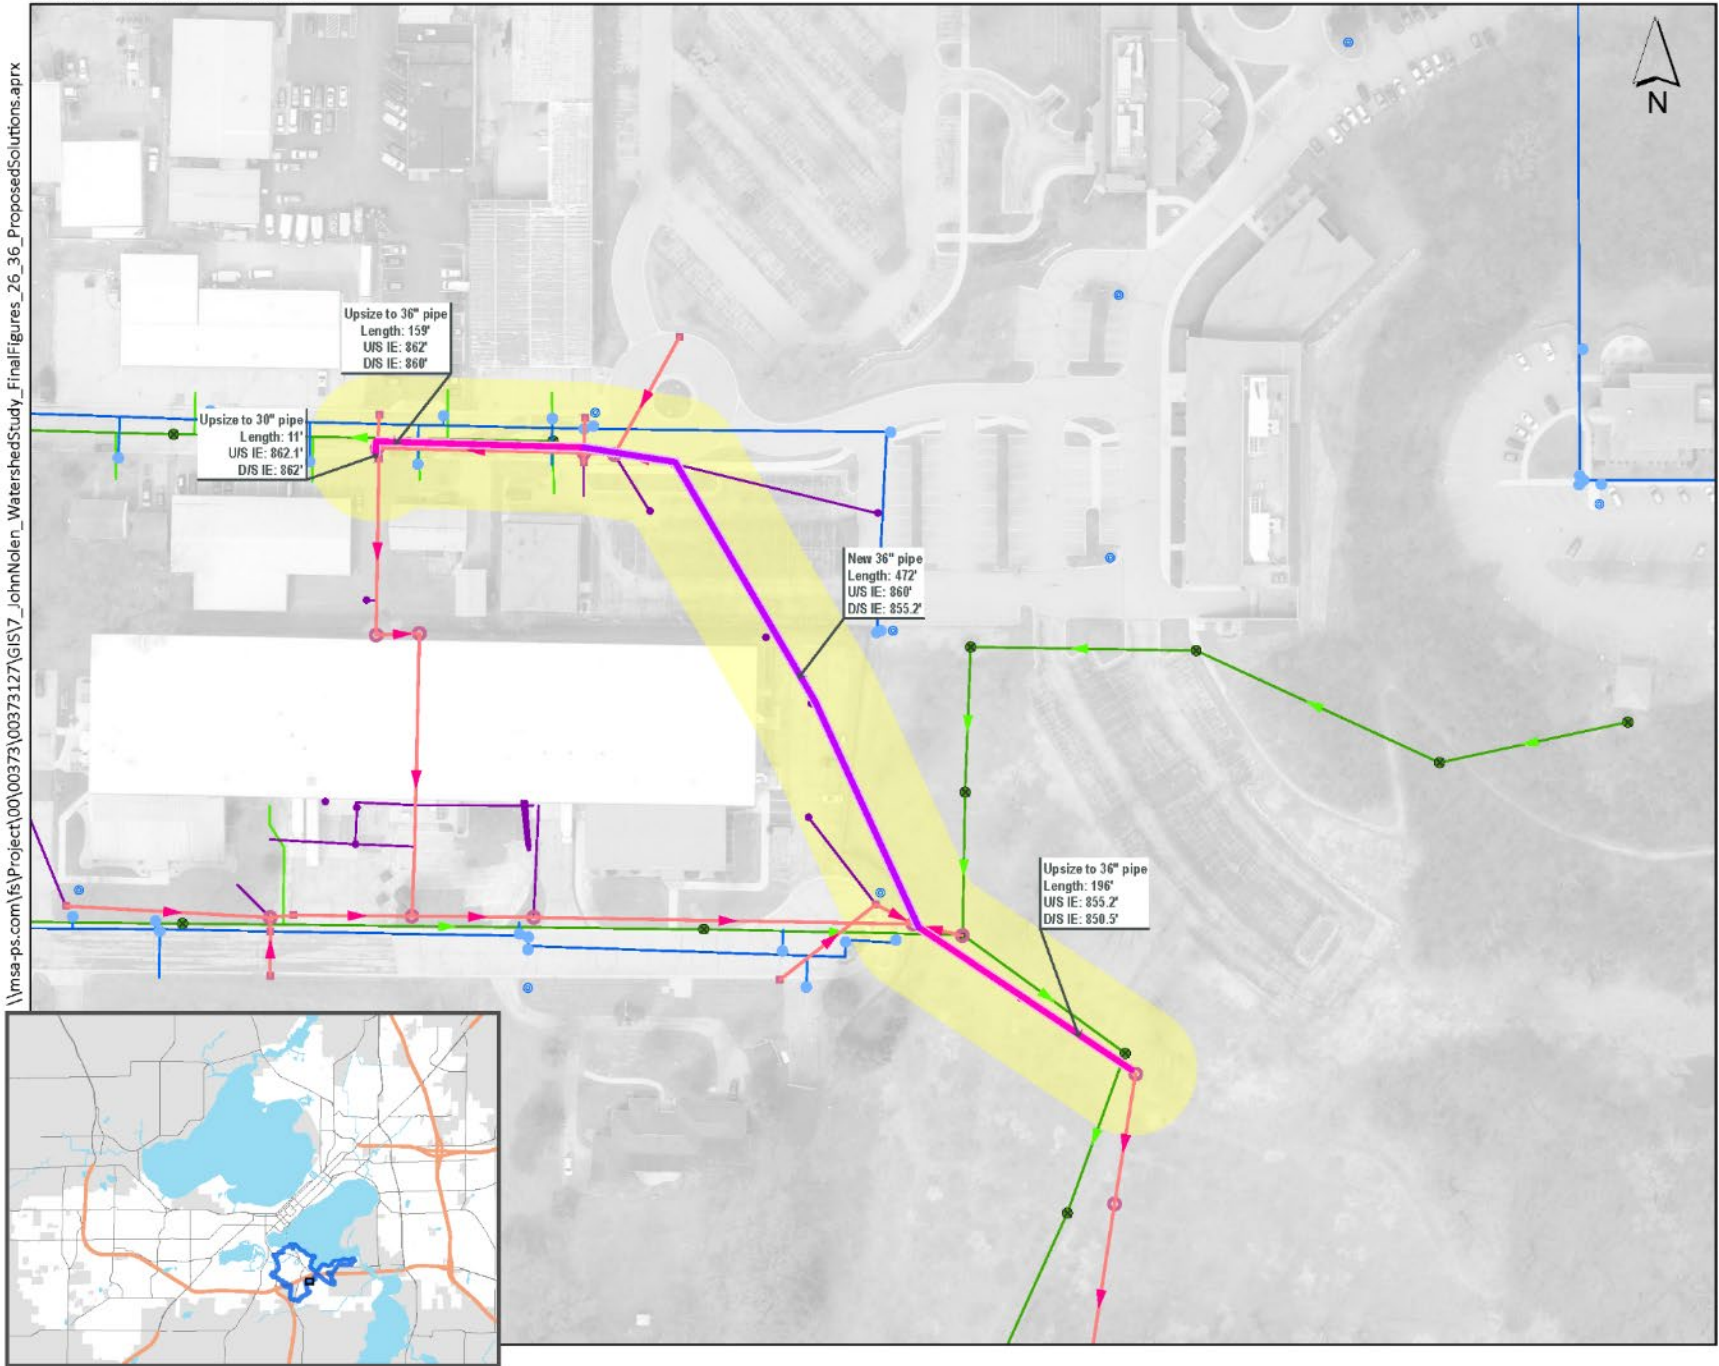 \\msa-ps.com\fs\Project\00\00373\00373127\GIS\7_JohnNolen_WatershedStudy_FinalFigures_26_36_ProposedSolutions.aprx
N
Upsize to 36" pipe
Length: 159'
U/S IE: 862'
D/S IE: 860'
Upsize to 30" pipe
Length: 11'
U/S IE: 862.1'
D/S IE: 862'
New 36" pipe
Length: 472'
U/S IE: 860'
D/S IE: 855.2'
Upsize to 36" pipe
Length: 196'
U/S IE: 855.2'
D/S IE: 850.5'